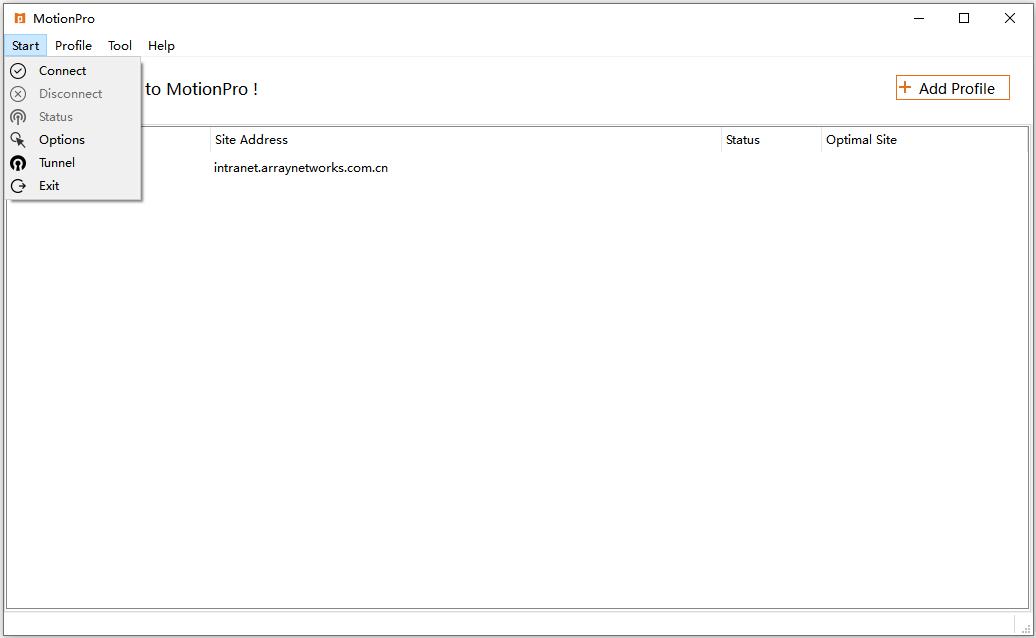 MotionPro
Start Profile Tool Help
Connect
Disconnect
Status
Options
Tunnel
Exit
to MotionPro !
+ Add Profile
Site Address Status Optimal Site
intranet.arraynetworks.com.cn